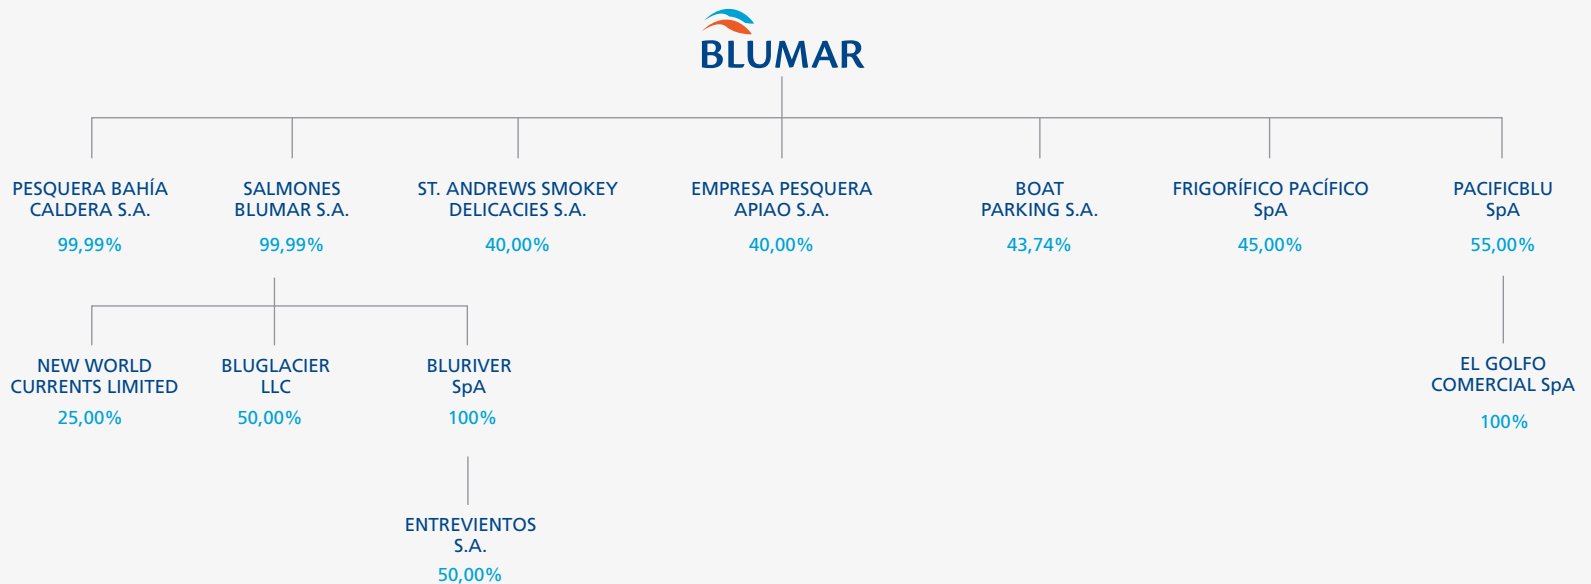 BLUMAR
PESQUERA BAHÍA
CALDERA S.A.
99,99%
SALMONES
BLUMAR S.A.
99,99%
ST. ANDREWS SMOKEY
DELICACIES S.A.
40,00%
EMPRESA PESQUERA
APIAO S.A.
40,00%
BOAT
PARKING S.A.
43,74%
FRIGORÍFICO PACÍFICO
SpA
45,00%
PACIFICBLU
SpA
55,00%
NEW WORLD
CURRENTS LIMITED
25,00%
BLUGLACIER
LLC
50,00%
BLURIVER
SpA
100%
EL GOLFO
COMERCIAL SpA
100%
ENTREVIENTOS
S.A.
50,00%